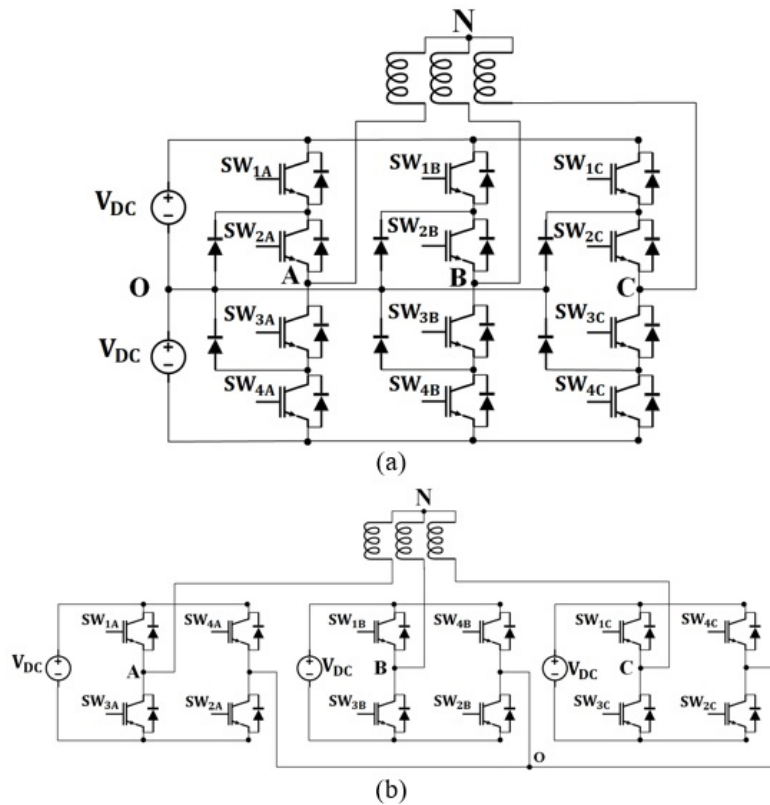 N
SW1A SW1B SW1C
VDC
SW2A SW2B SW2C
O A B C
SW3A SW3B SW3C
VDC
SW4A SW4B SW4C
(a)
N
SW1A SW4A SW1B SW4B SW1C SW4C
VDC A VDC B VDC C
SW3A SW2A SW3B SW2B SW3C SW2C
O
(b)